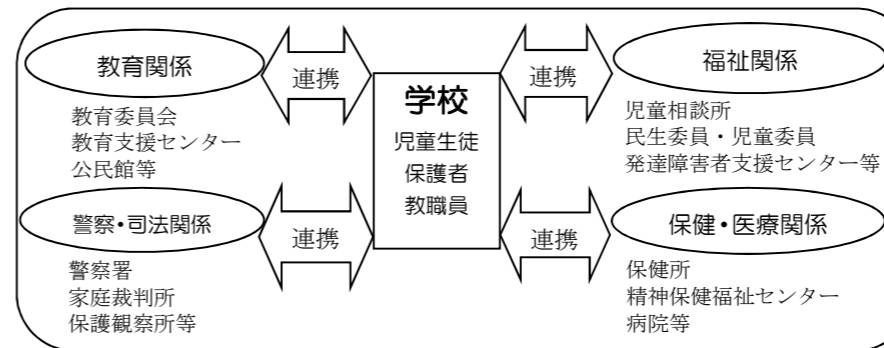 教育関係
教育委員会
教育支援センター
公民館等
連携
学校
児童生徒
保護者
教職員
連携
福祉関係
児童相談所
民生委員・児童委員
発達障害者支援センター等
警察・司法関係
警察署
家庭裁判所
保護観察所等
連携
連携
保健・医療関係
保健所
精神保健福祉センター
病院等